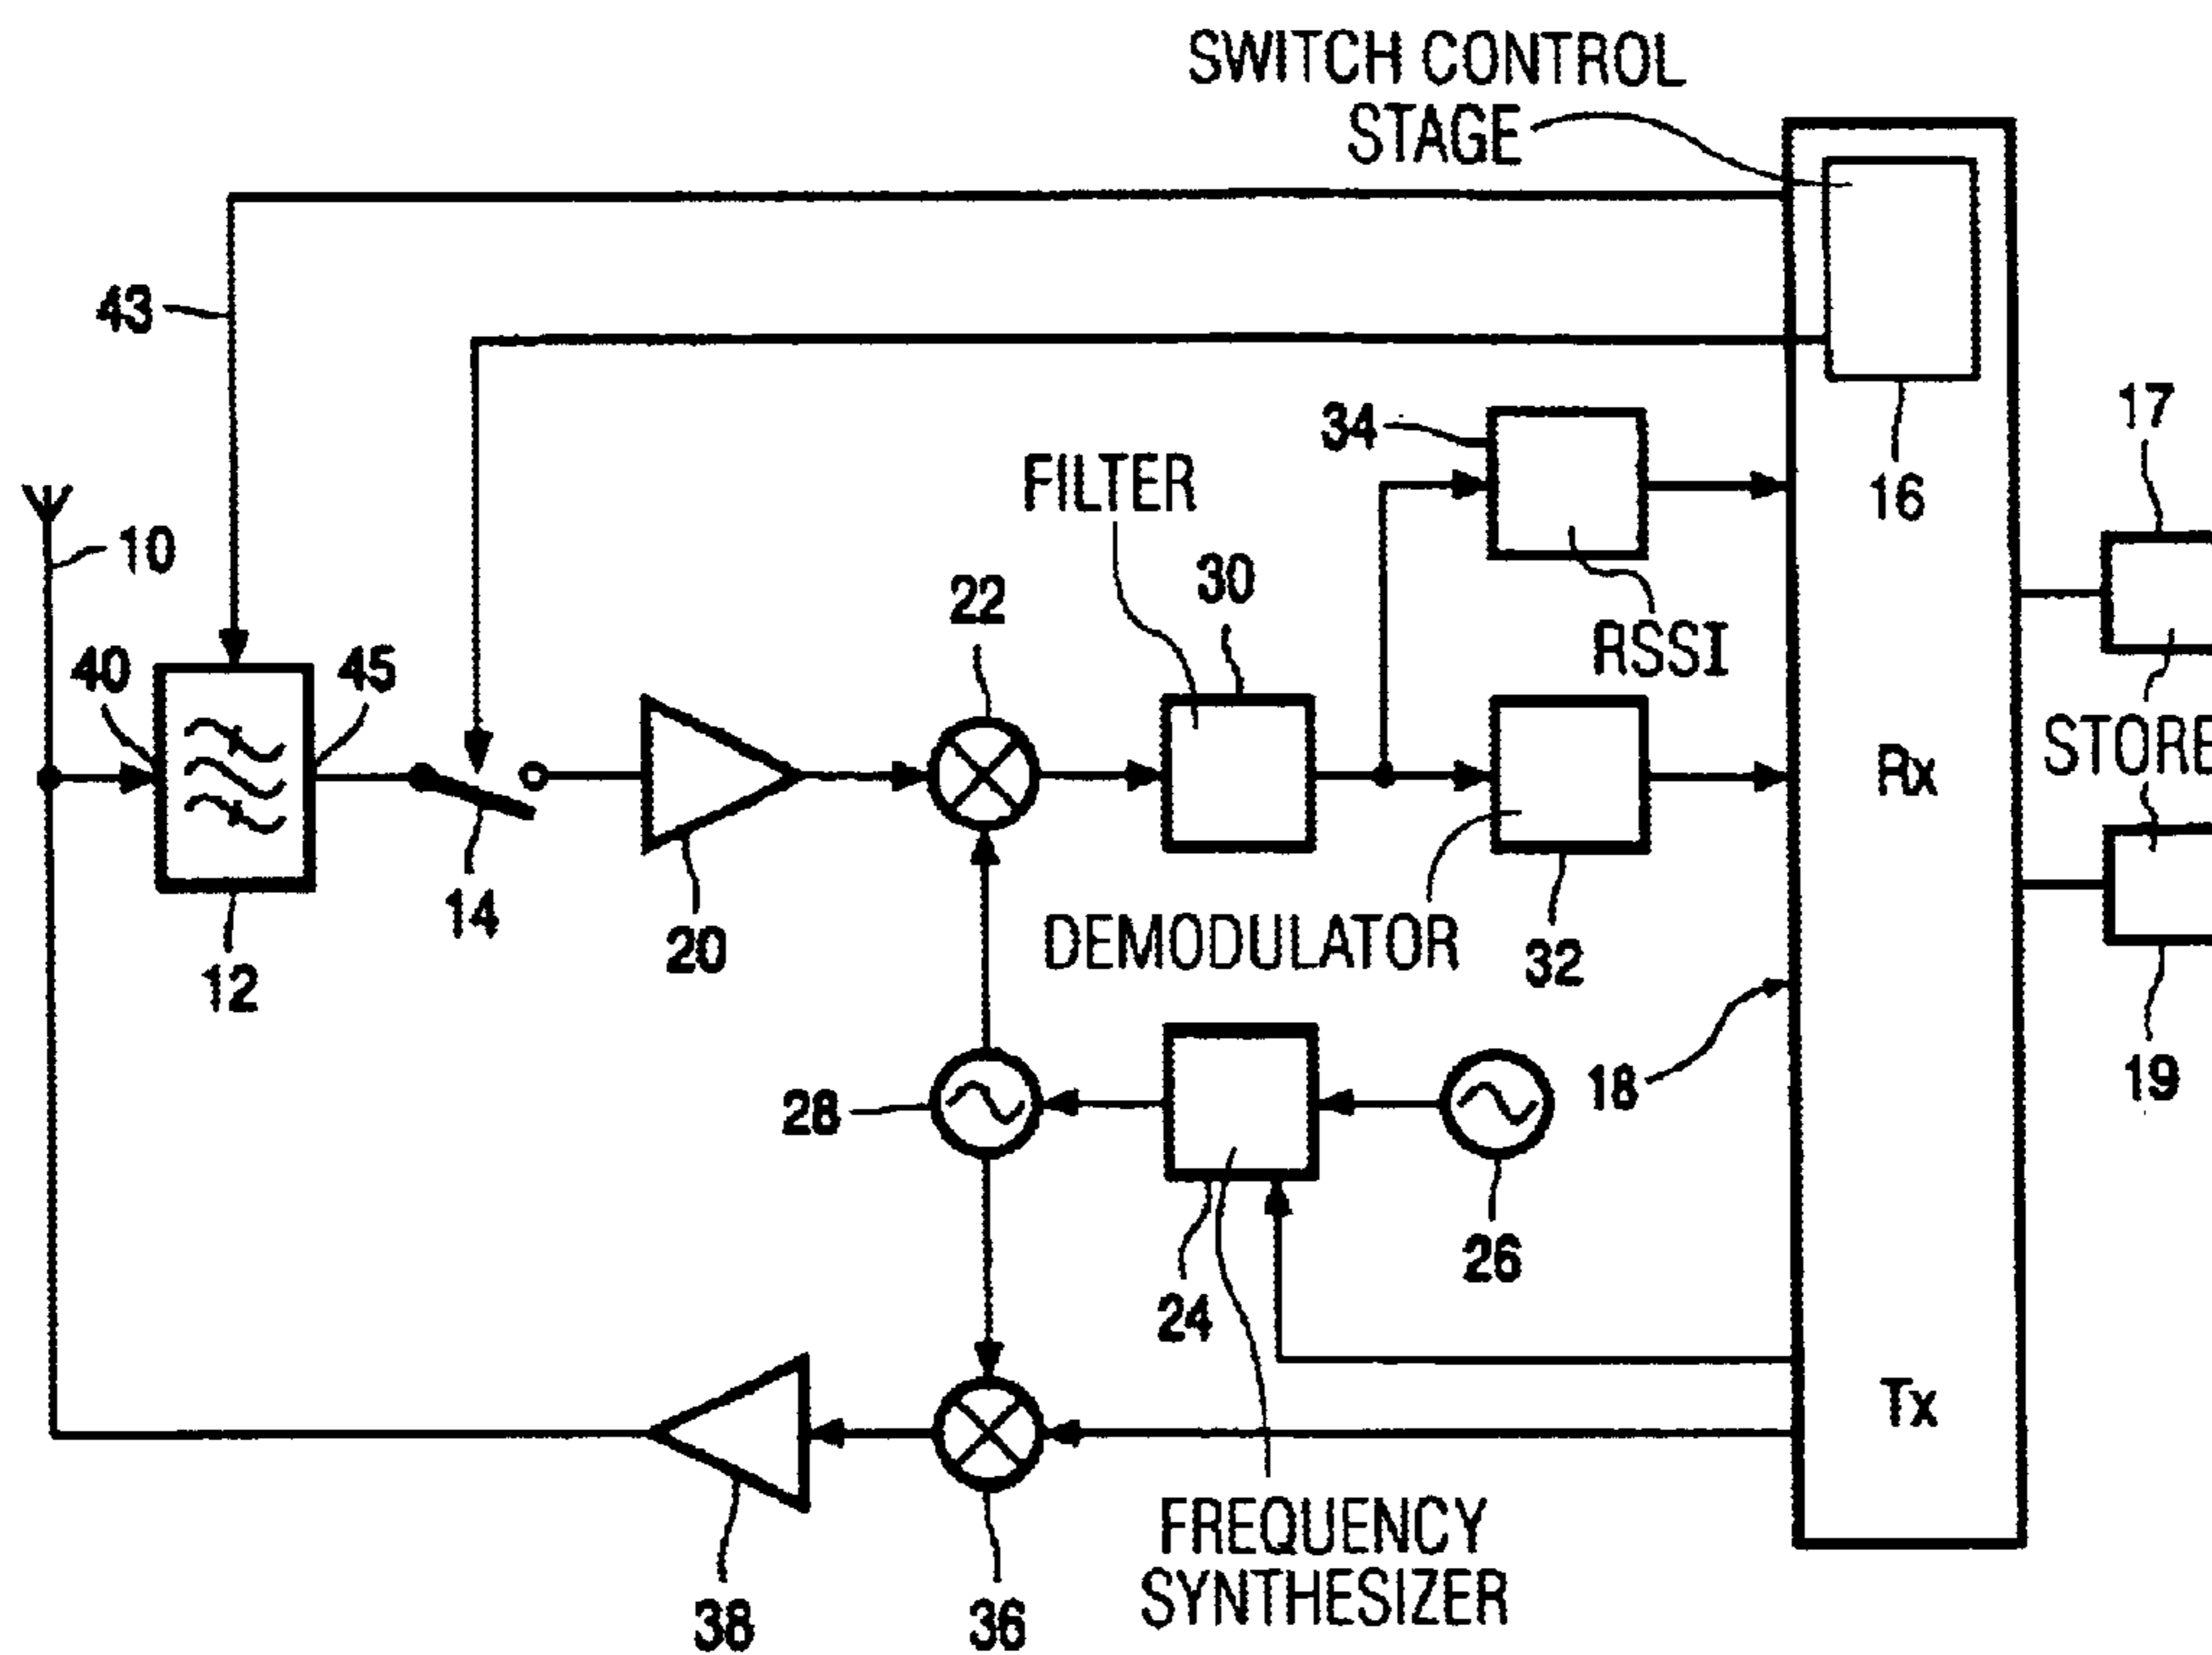 SWITCH CONTROL
STAGE
43
34
17
FILTER
16
10
30
22
RSSI
40
45
STORE
Rx
14
20
DEMODULATOR
32
12
18
19
28
26
24
Tx
FREQUENCY
SYNTHESIZER
38
36